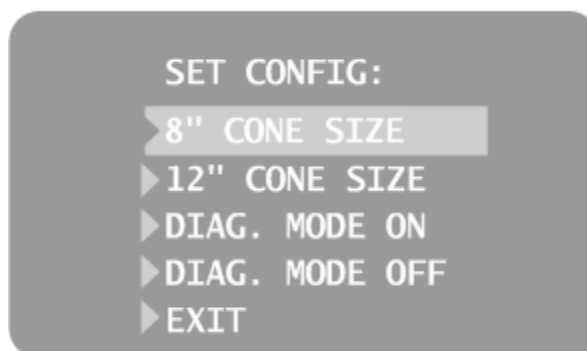 SET CONFIG:
8" CONE SIZE
12" CONE SIZE
DIAG. MODE ON
DIAG. MODE OFF
EXIT